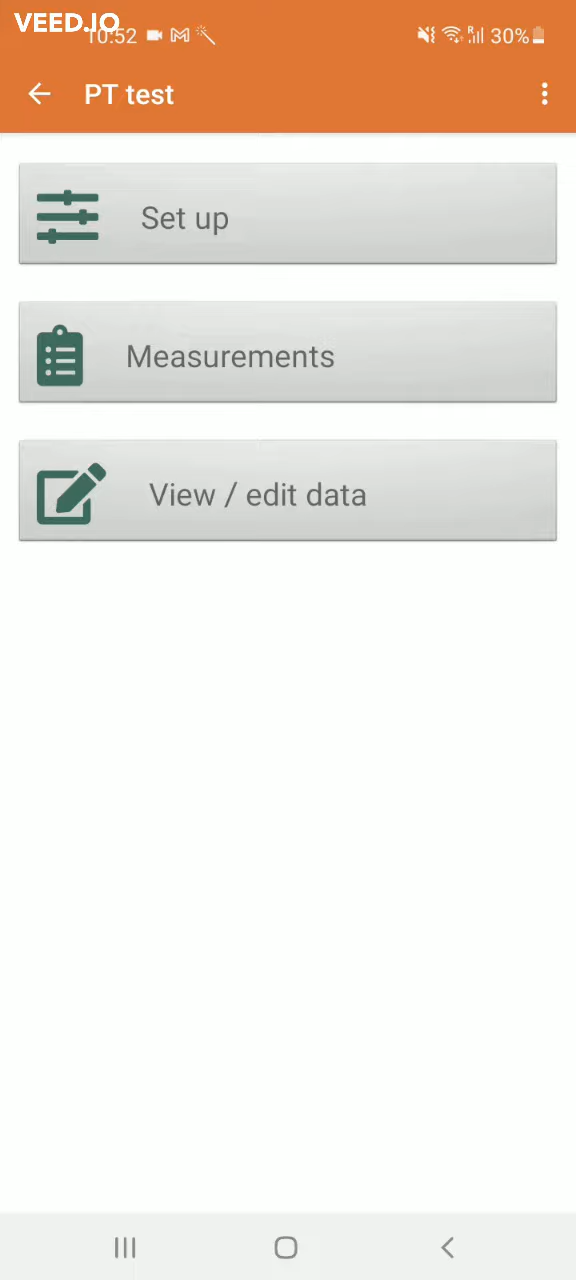 VEED.IO
10:52 R 30%
PT test
Set up
Measurements
View / edit data